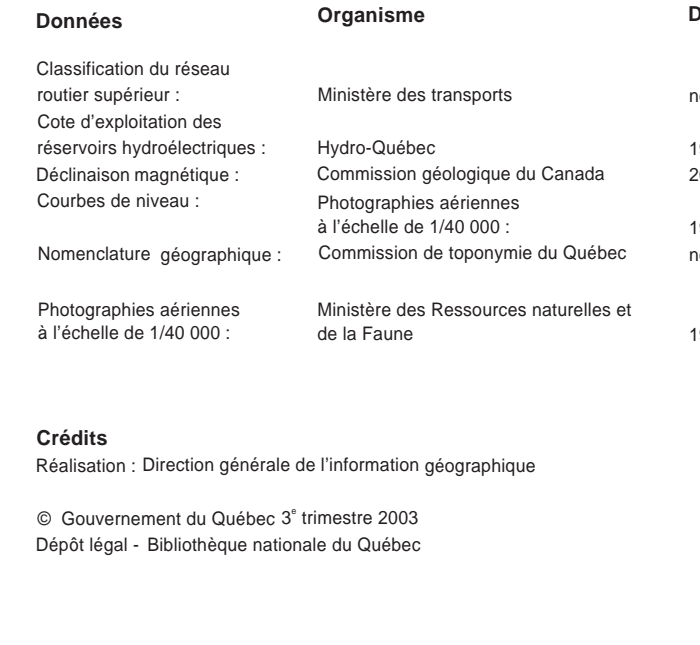 Données Organisme
Classification du réseau
routier supérieur : Ministère des transports
Cote d'exploitation des
réservoirs hydroélectriques : Hydro-Québec
Déclinaison magnétique : Commission géologique du Canada
Courbes de niveau : Photographies aériennes
à l'échelle de 1/40 000 :
Nomenclature géographique : Commission de toponymie du Québec
Photographies aériennes Ministère des Ressources naturelles et
à l'échelle de 1/40 000 : de la Faune
Crédits
Réalisation : Direction générale de l'information géographique
© Gouvernement du Québec 3e trimestre 2003
Dépôt légal - Bibliothèque nationale du Québec